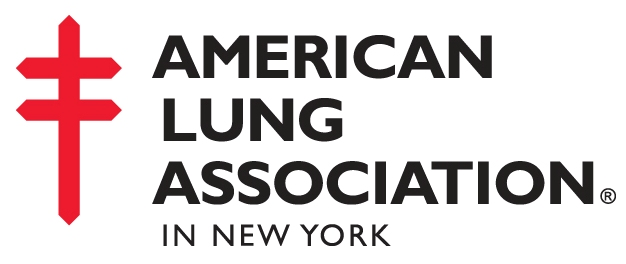 AMERICAN
LUNG
ASSOCIATION®
IN NEW YORK